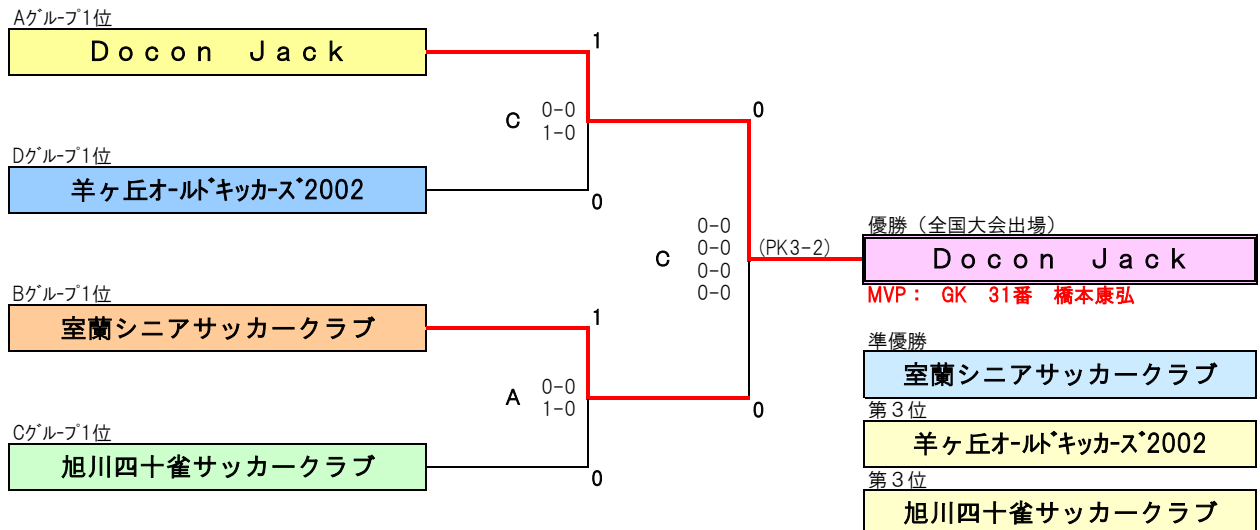 Aｸﾞﾙｰﾌﾟ1位
Ｄｏｃｏｎ　Ｊａｃｋ
1
C
0-0
1-0
Dｸﾞﾙｰﾌﾟ1位
羊ヶ丘ｵｰﾙﾄﾞｷｯｶｰｽﾞ2002
0
0
C
0-0
0-0
0-0
0-0
(PK3-2)
優勝（全国大会出場）
Ｄｏｃｏｎ　Ｊａｃｋ
MVP：　GK　31番　橋本康弘
Bｸﾞﾙｰﾌﾟ1位
室蘭シニアサッカークラブ
1
A
0-0
1-0
Cｸﾞﾙｰﾌﾟ1位
旭川四十雀サッカークラブ
0
0
準優勝
室蘭シニアサッカークラブ
第３位
羊ヶ丘ｵｰﾙﾄﾞｷｯｶｰｽﾞ2002
第３位
旭川四十雀サッカークラブ